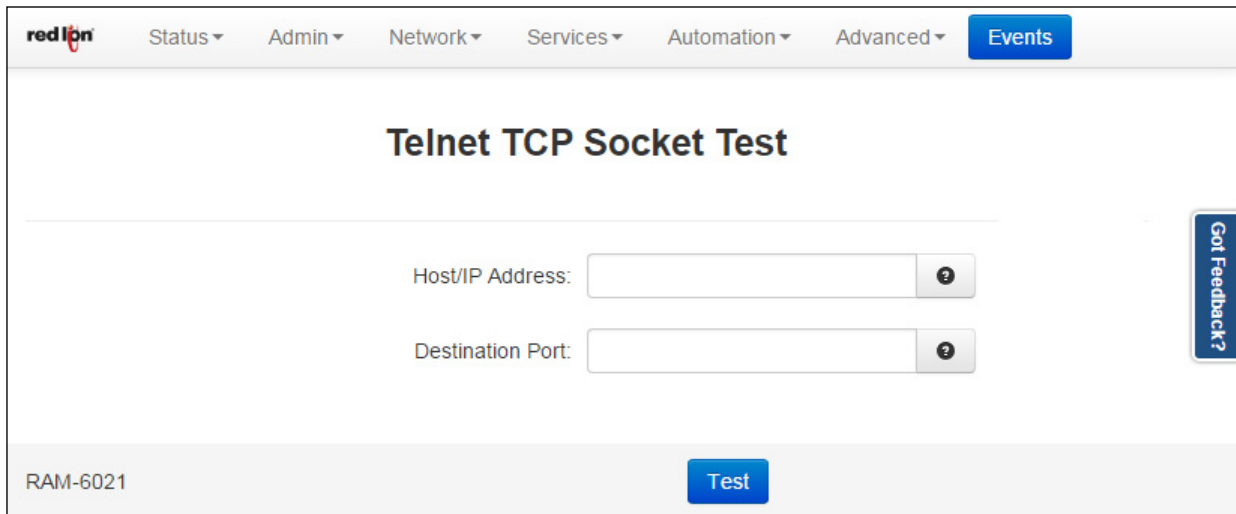 red lion Status Admin Network Services Automation Advanced Events
Telnet TCP Socket Test
Got Feedback?
Host/IP Address:
Destination Port:
RAM-6021 Test